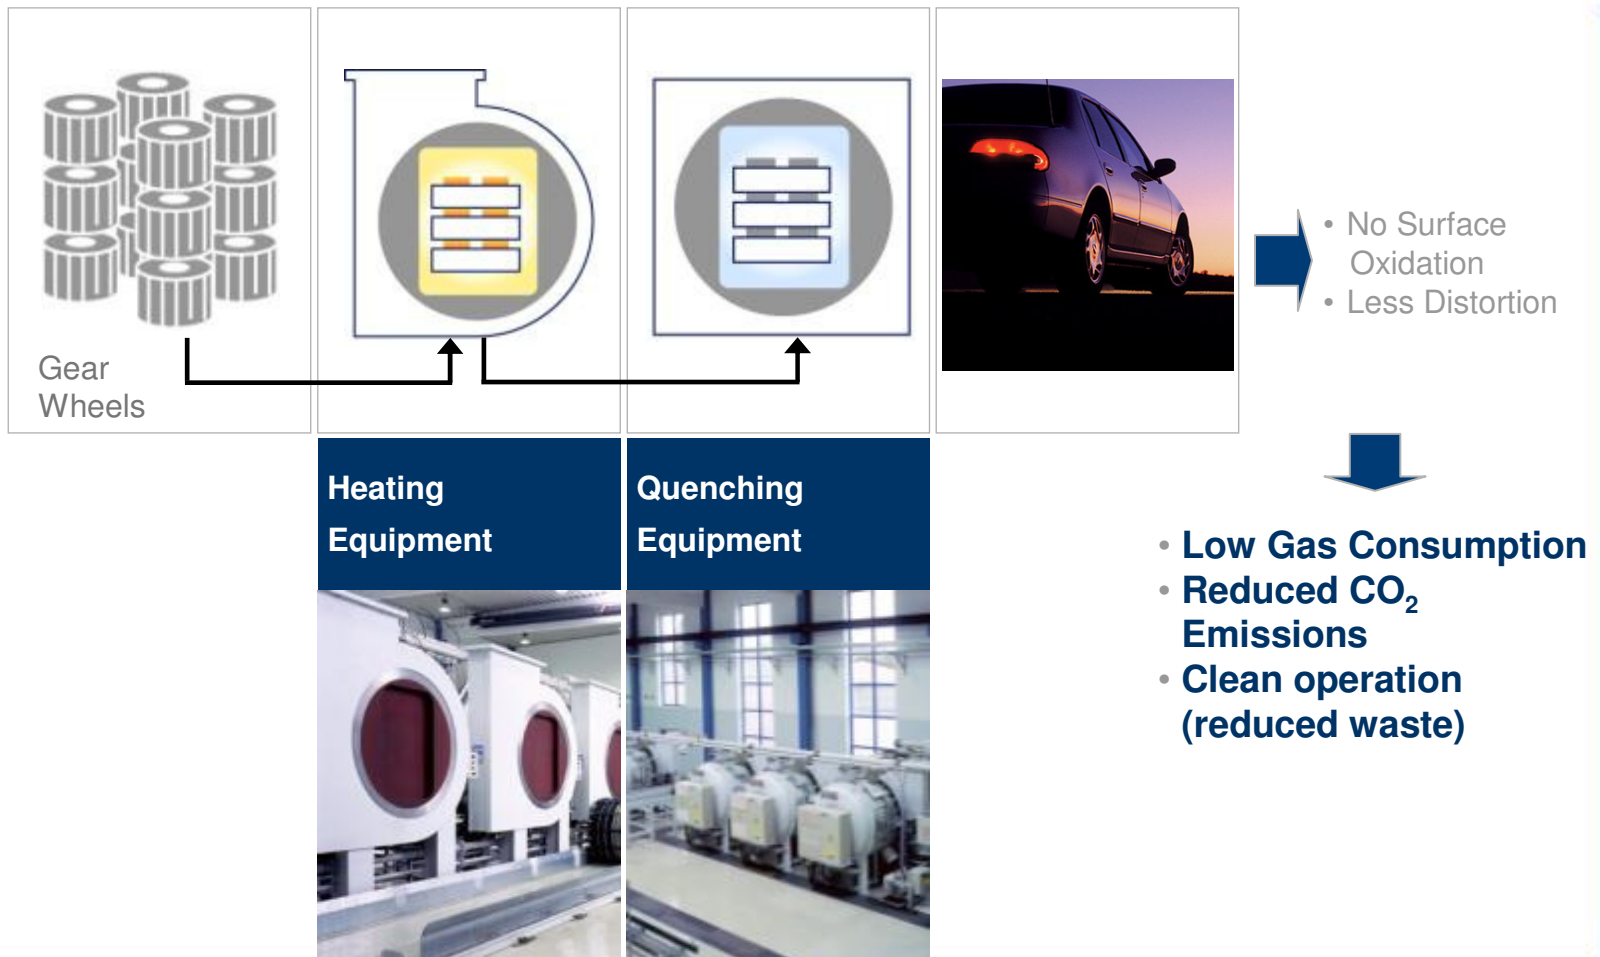 Gear
Wheels
• No Surface
Oxidation
• Less Distortion
Heating
Equipment
Quenching
Equipment
• Low Gas Consumption
• Reduced CO₂
Emissions
• Clean operation
(reduced waste)